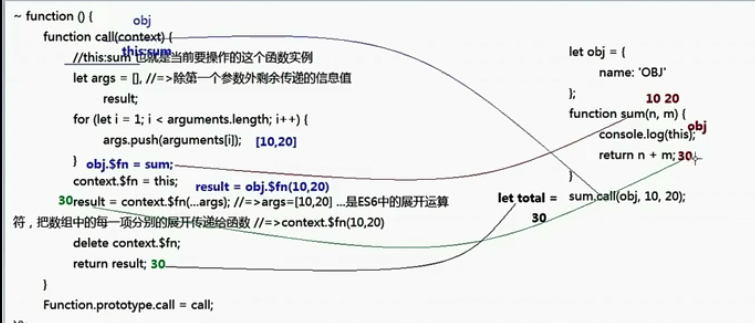 ~ function () {
obj
function call(context) {
this:sum
//this:sum 也就是当前要操作的这个函数实例
let args = [], //=>除第一个参数外剩余传递的信息值
result;
for (let i = 1; i < arguments.length; i++) {
args.push(arguments[i]); [10,20]
}
obj.$fn = sum;
context.$fn = this;
result = obj.$fn(10,20)
30
result = context.$fn(...args); //=>args=[10,20] ...是ES6中的展开运算
符，把数组中的每一项分别的展开传递给函数 //=>context.$fn(10,20)
delete context.$fn;
return result; 30
}
Function.prototype.call = call;
let obj = {
name: 'OBJ'
};
10 20
function sum(n, m) {
obj
console.log(this);
return n + m; 30
}
let total = sum.call(obj, 10, 20);
30